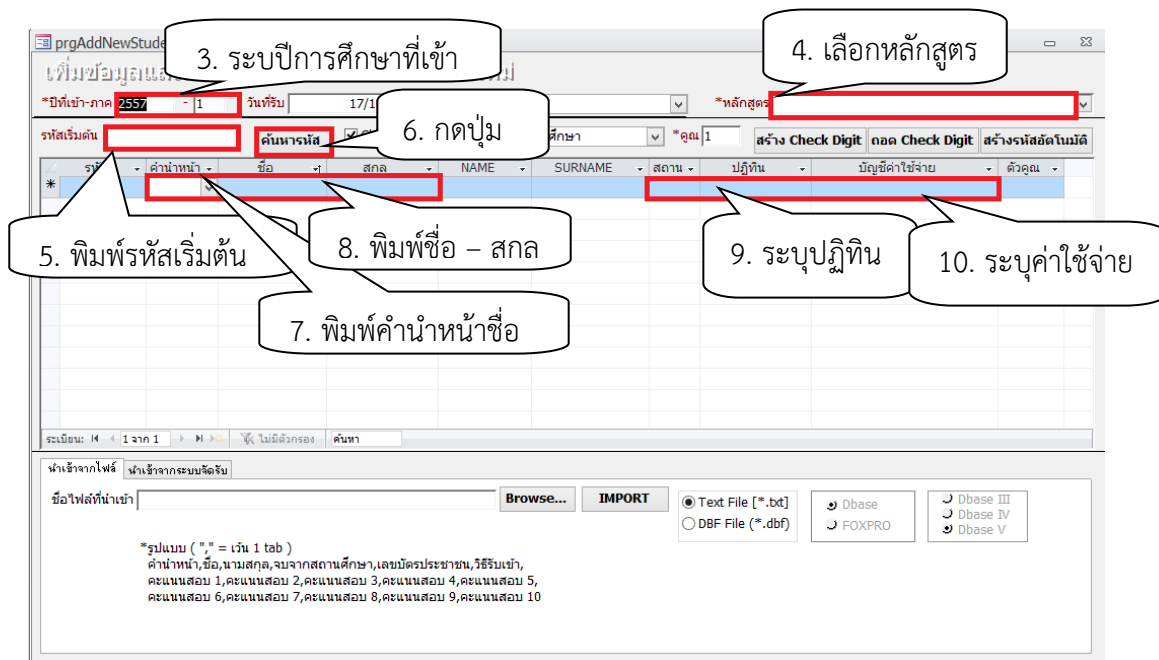 prgAddNewStude
3. ระบปีการศึกษาที่เข้า
4. เลือกหลักสูตร
เพิ่มข้อมูลและ
ใหม่
*ปีที่เข้า-ภาค 2557 - 1 วันที่รับ 17/1 *หลักสูตร
รหัสเริ่มต้น ค้นหารหัส 6. กดปุ่ม ศึกษา *คูณ 1 สร้าง Check Digit ถอด Check Digit สร้างรหัสอัตโนมัติ
รหั คำนำหน้า ชื่อ สกล NAME SURNAME สถาน ปฏิทิน บัญชีค่าใช้จ่าย ตัวคูณ
5. พิมพ์รหัสเริ่มต้น
8. พิมพ์ชื่อ – สกล
9. ระบุปฏิทิน
10. ระบุค่าใช้จ่าย
7. พิมพ์คำนำหน้าชื่อ
ระเบียน: 1 จาก 1 ไม่มีตัวกรอง ค้นหา
นำเข้าจากไฟล์ นำเข้าจากระบบจัดรับ
ชื่อไฟล์ที่นำเข้า Browse... IMPORT
Text File [*.txt]
DBF File (*.dbf)
Dbase
FOXPRO
Dbase III
Dbase IV
Dbase V
*รูปแบบ ( "," = เว้น 1 tab )
คำนำหน้า,ชื่อ,นามสกุล,จบจากสถานศึกษา,เลขบัตรประชาชน,วิธีรับเข้า,
คะแนนสอบ 1,คะแนนสอบ 2,คะแนนสอบ 3,คะแนนสอบ 4,คะแนนสอบ 5,
คะแนนสอบ 6,คะแนนสอบ 7,คะแนนสอบ 8,คะแนนสอบ 9,คะแนนสอบ 10